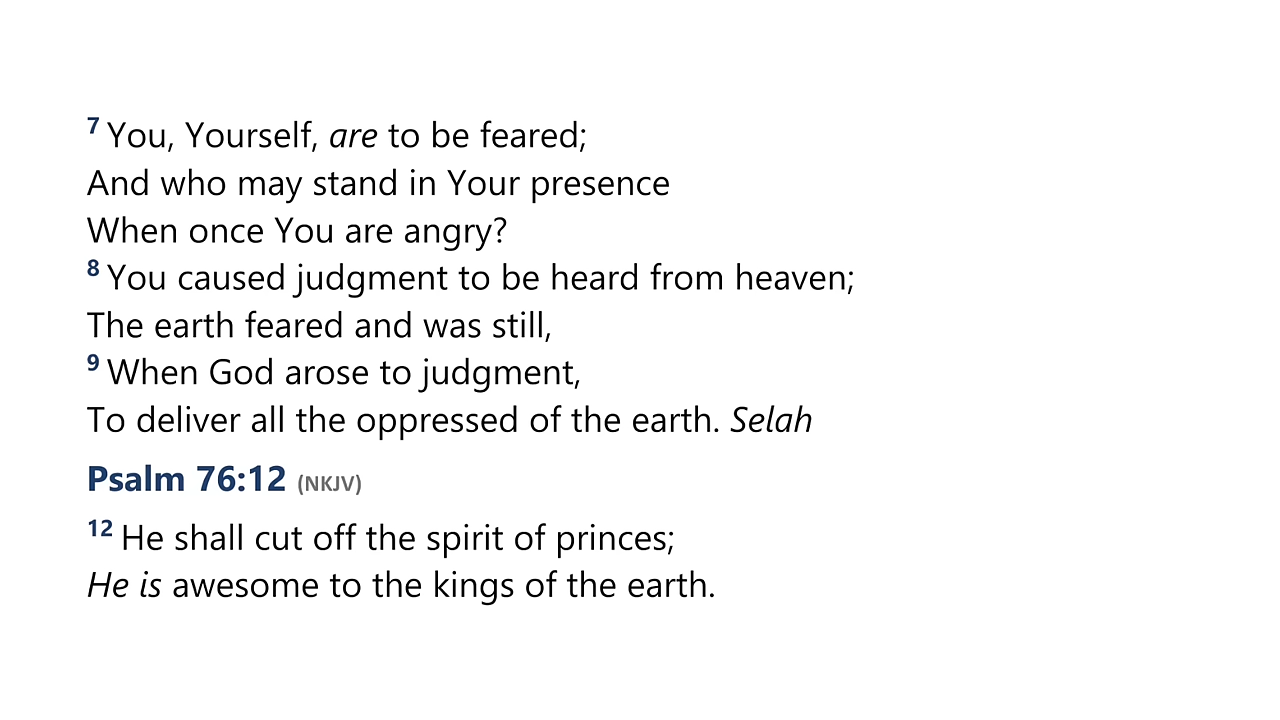 7 You, Yourself, are to be feared;
And who may stand in Your presence
When once You are angry?
8 You caused judgment to be heard from heaven;
The earth feared and was still,
9 When God arose to judgment,
To deliver all the oppressed of the earth. Selah
Psalm 76:12 (NKJV)
12 He shall cut off the spirit of princes;
He is awesome to the kings of the earth.